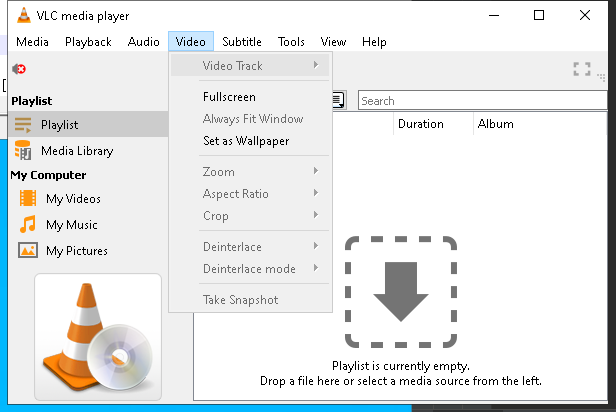 VLC media player
Media Playback Audio Video Subtitle Tools View Help
Video Track
Fullscreen
Always Fit Window
Set as Wallpaper
Zoom
Aspect Ratio
Crop
Deinterlace
Deinterlace mode
Take Snapshot
Playlist
Playlist
Media Library
My Computer
My Videos
My Music
My Pictures
Search
Duration Album
Playlist is currently empty.
Drop a file here or select a media source from the left.